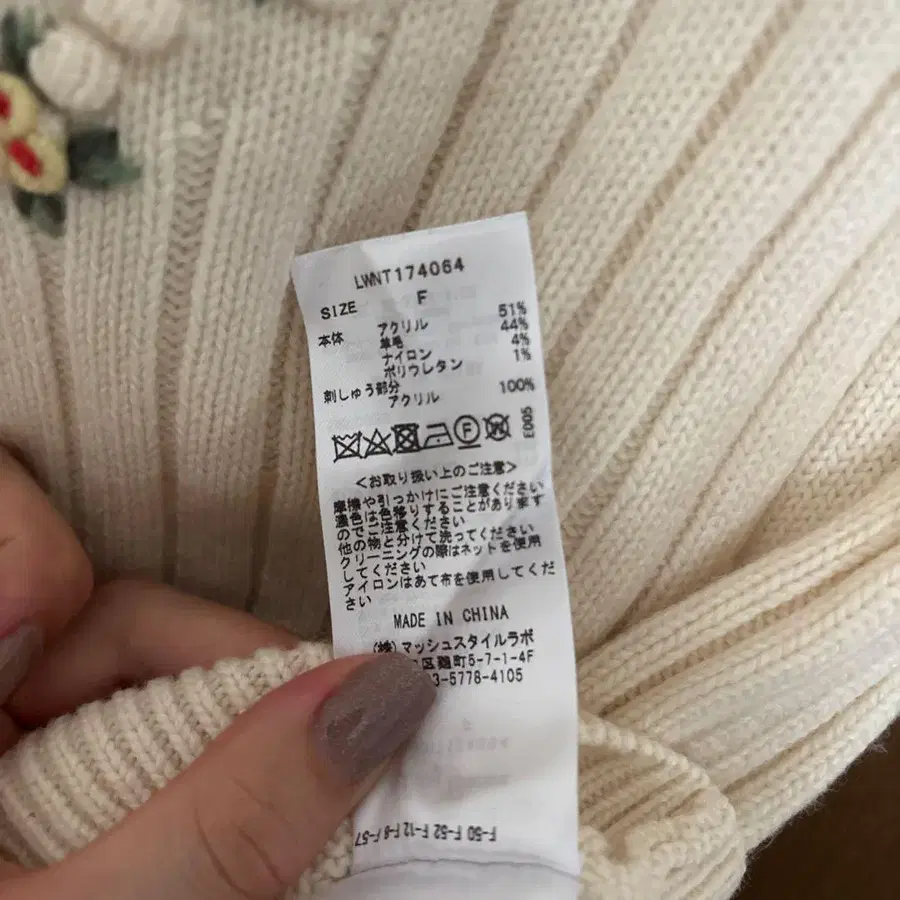 LWNT174064
SIZE F
本体 アクリル 51%
羊毛 44%
ナイロン 4%
ポリウレタン 1%
刺しゅう部分
アクリル 100%
F W E005
<お取り扱い上のご注意>
摩擦や引っかけにご注意ください
濃色は色移りすることがあります
のでご注意ください
他の物と分けて洗ってください
クリーニングの際はネットを使用
してください
アイロンはあて布を使用してくだ
さい
MADE IN CHINA
(株)マッシュスタイルラボ
区麹町5-7-1-4F
3-5778-4105
F-50 F-52 F-12 F-6 F-57